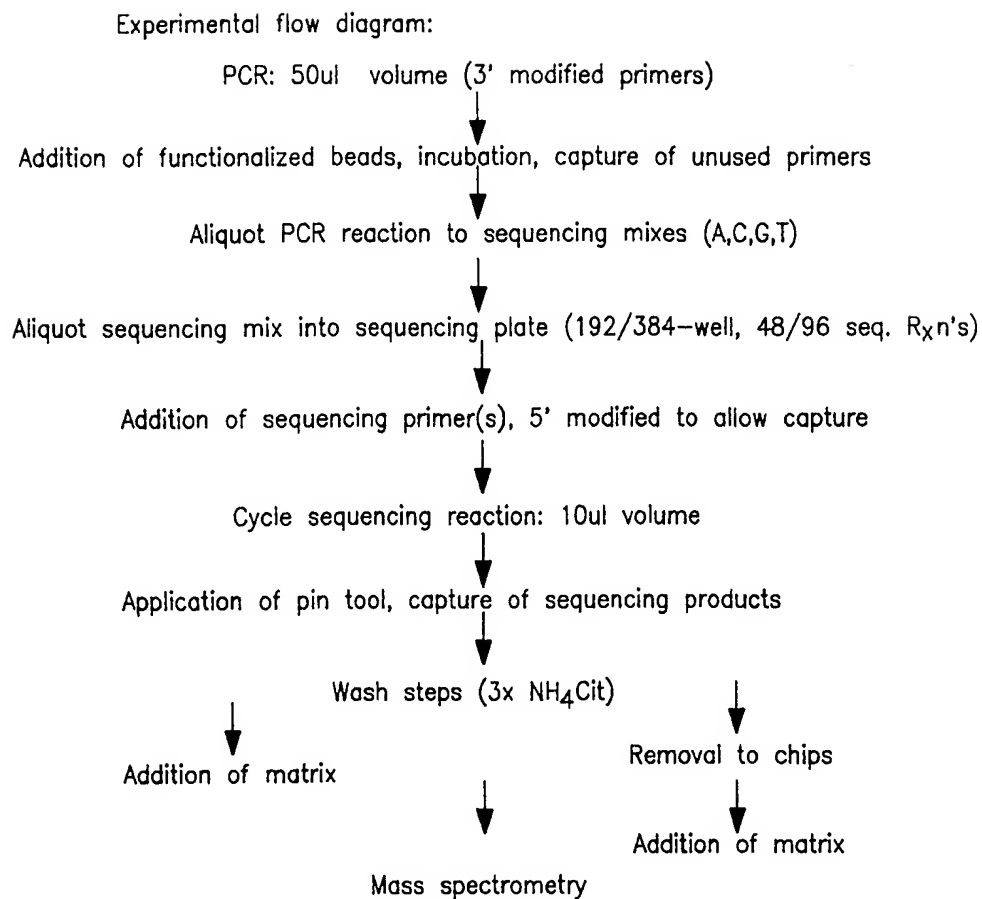 Experimental flow diagram:
PCR: 50ul volume (3' modified primers)
Addition of functionalized beads, incubation, capture of unused primers
Aliquot PCR reaction to sequencing mixes (A,C,G,T)
Aliquot sequencing mix into sequencing plate (192/384-well, 48/96 seq. RXn's)
Addition of sequencing primer(s), 5' modified to allow capture
Cycle sequencing reaction: 10ul volume
Application of pin tool, capture of sequencing products
Wash steps (3x NH4Cit)
Addition of matrix
Removal to chips
Addition of matrix
Mass spectrometry